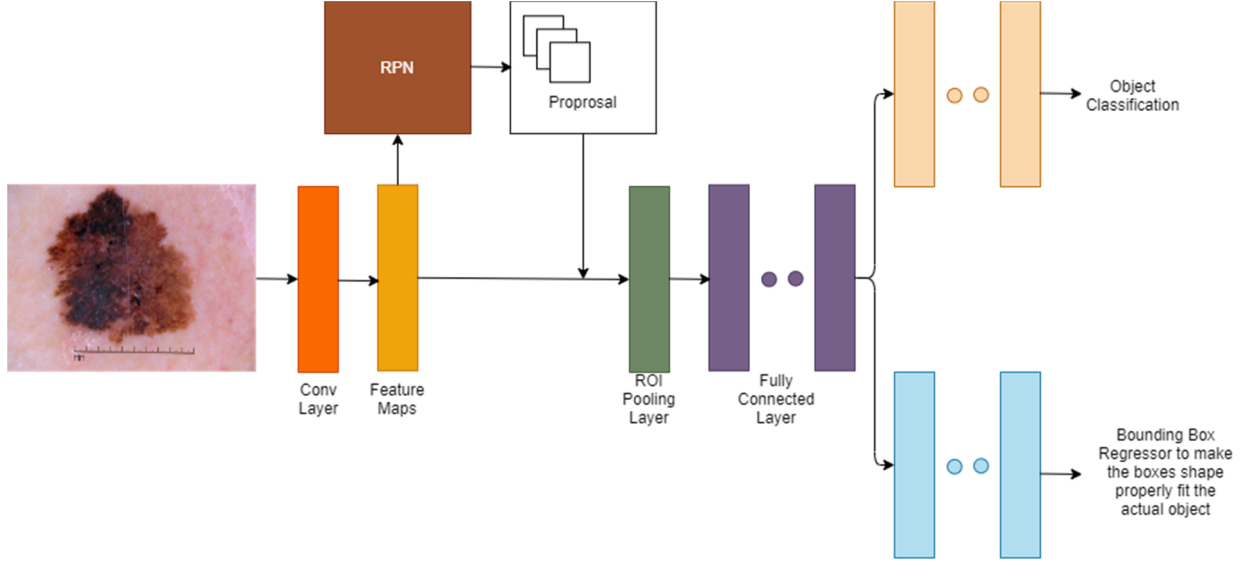 RPN
Proprosal
Object
Classification
MM
Conv
Layer
Feature
Maps
ROI
Pooling
Layer
Fully
Connected
Layer
Bounding Box
Regressor to make
the boxes shape
properly fit the
actual object